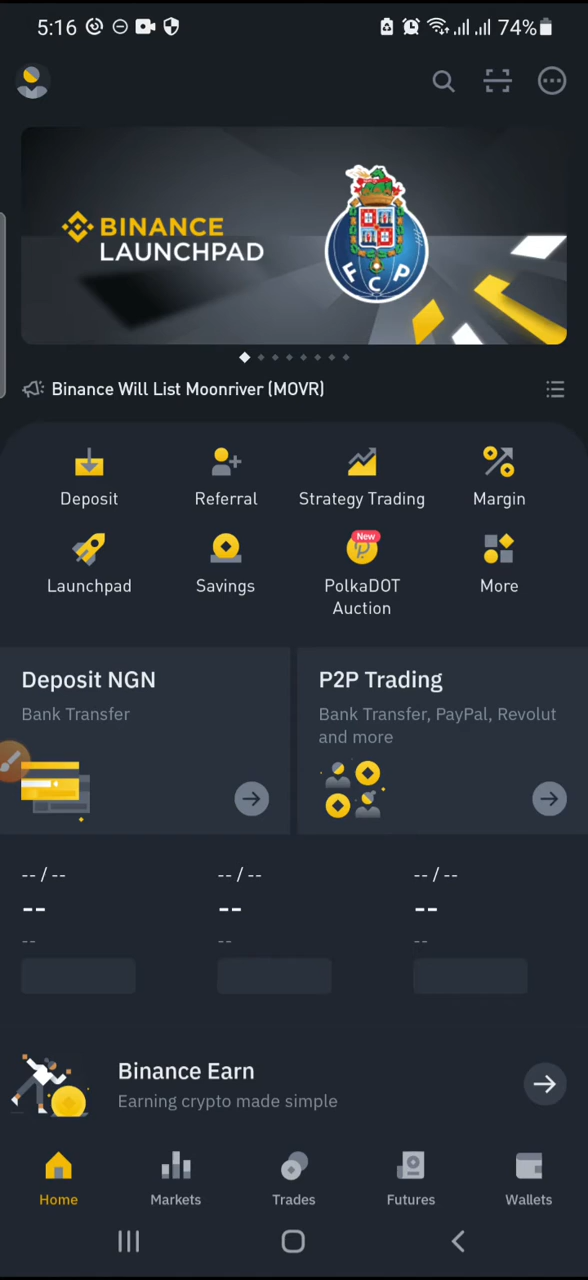 5:16 74%
BINANCE
LAUNCHPAD
F C P
Binance Will List Moonriver (MOVR)
Deposit Referral Strategy Trading Margin
New
Launchpad Savings PolkaDOT Auction More
Deposit NGN
Bank Transfer
P2P Trading
Bank Transfer, PayPal, Revolut
and more
-- / -- -- / -- -- / --
-- -- --
-- -- --
Binance Earn
Earning crypto made simple
Home Markets Trades Futures Wallets